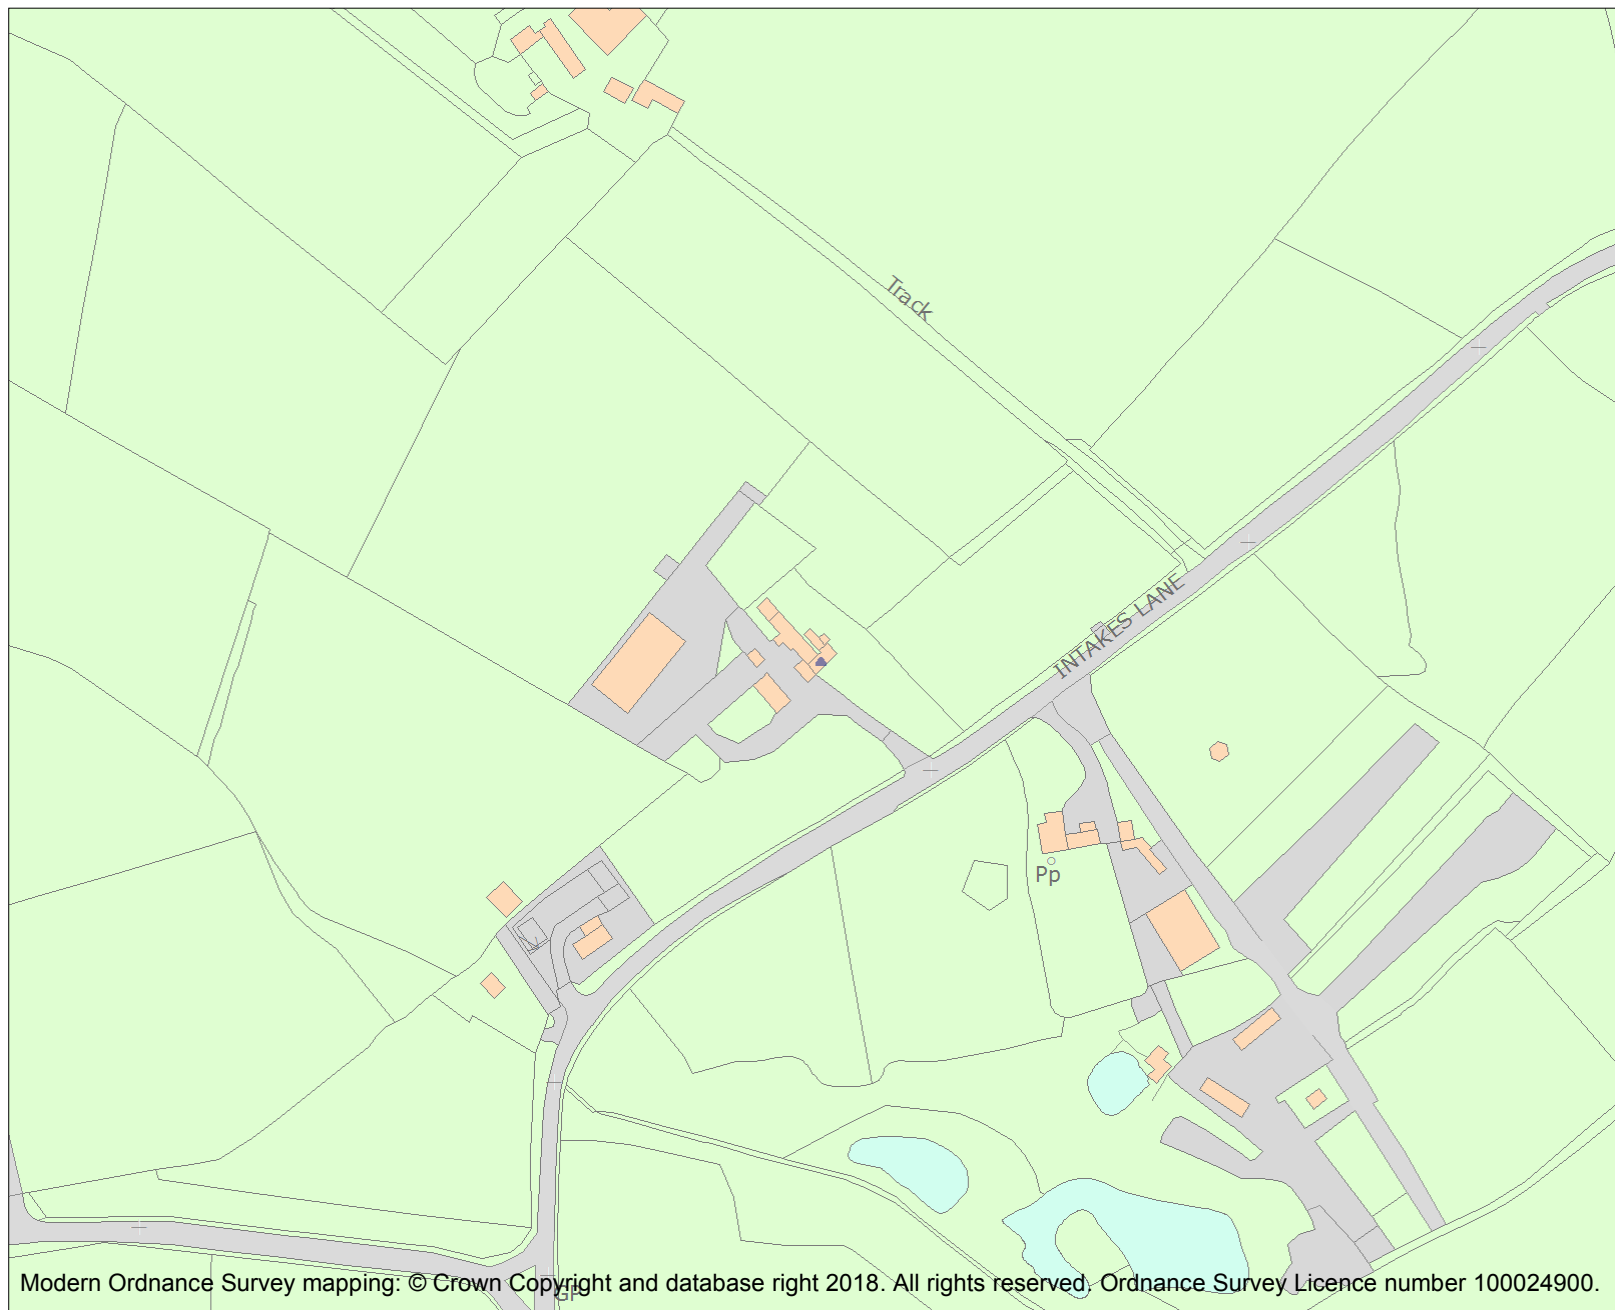 Track
INTAKES LANE
Pp
GP
Modern Ordnance Survey mapping: © Crown Copyright and database right 2018. All rights reserved. Ordnance Survey Licence number 100024900.